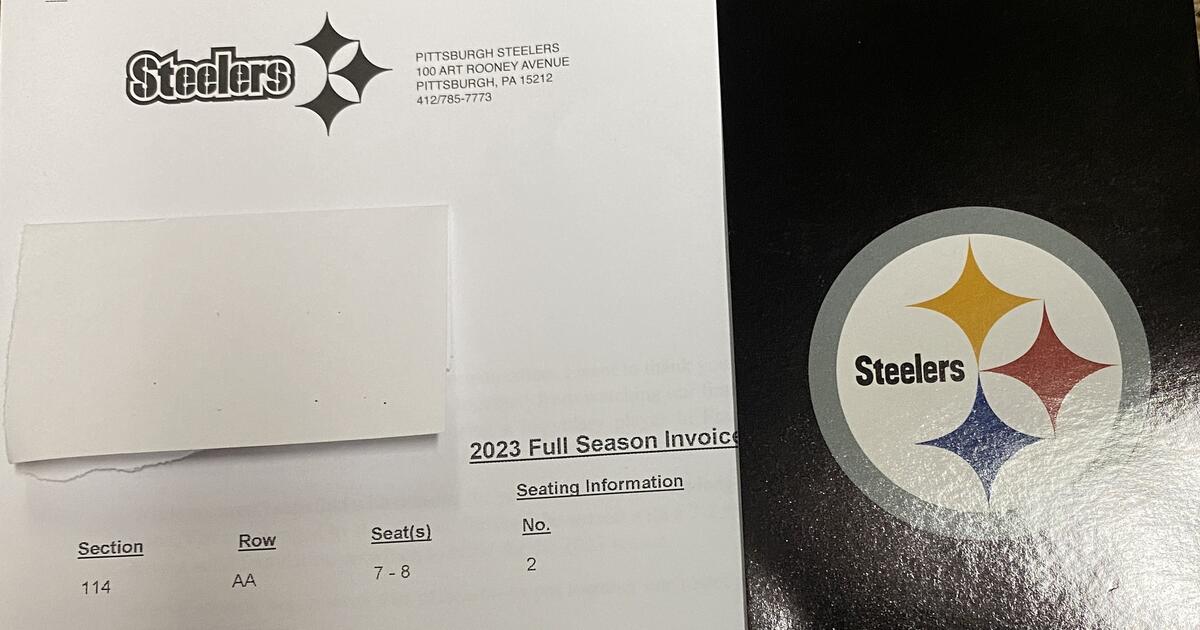 Steelers
PITTSBURGH STEELERS
100 ART ROONEY AVENUE
PITTSBURGH, PA 15212
412/785-7773
2023 Full Season Invoice
Seating Information
Section Row Seat(s) No.
114 AA 7 - 8 2
Steelers